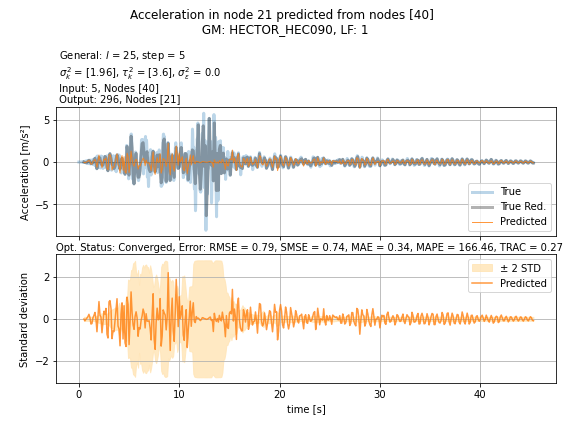 Acceleration in node 21 predicted from nodes [40]
GM: HECTOR_HEC090, LF: 1
General: l = 25, step = 5
σ²ₖ = [1.96], τ²ₖ = [3.6], σ²_ε = 0.0
Input: 5, Nodes [40]
Output: 296, Nodes [21]
Acceleration [m/s²]
5
0
−5
True
True Red.
Predicted
Opt. Status: Converged, Error: RMSE = 0.79, SMSE = 0.74, MAE = 0.34, MAPE = 166.46, TRAC = 0.27
Standard deviation
2
0
−2
± 2 STD
Predicted
0 10 20 30 40
time [s]